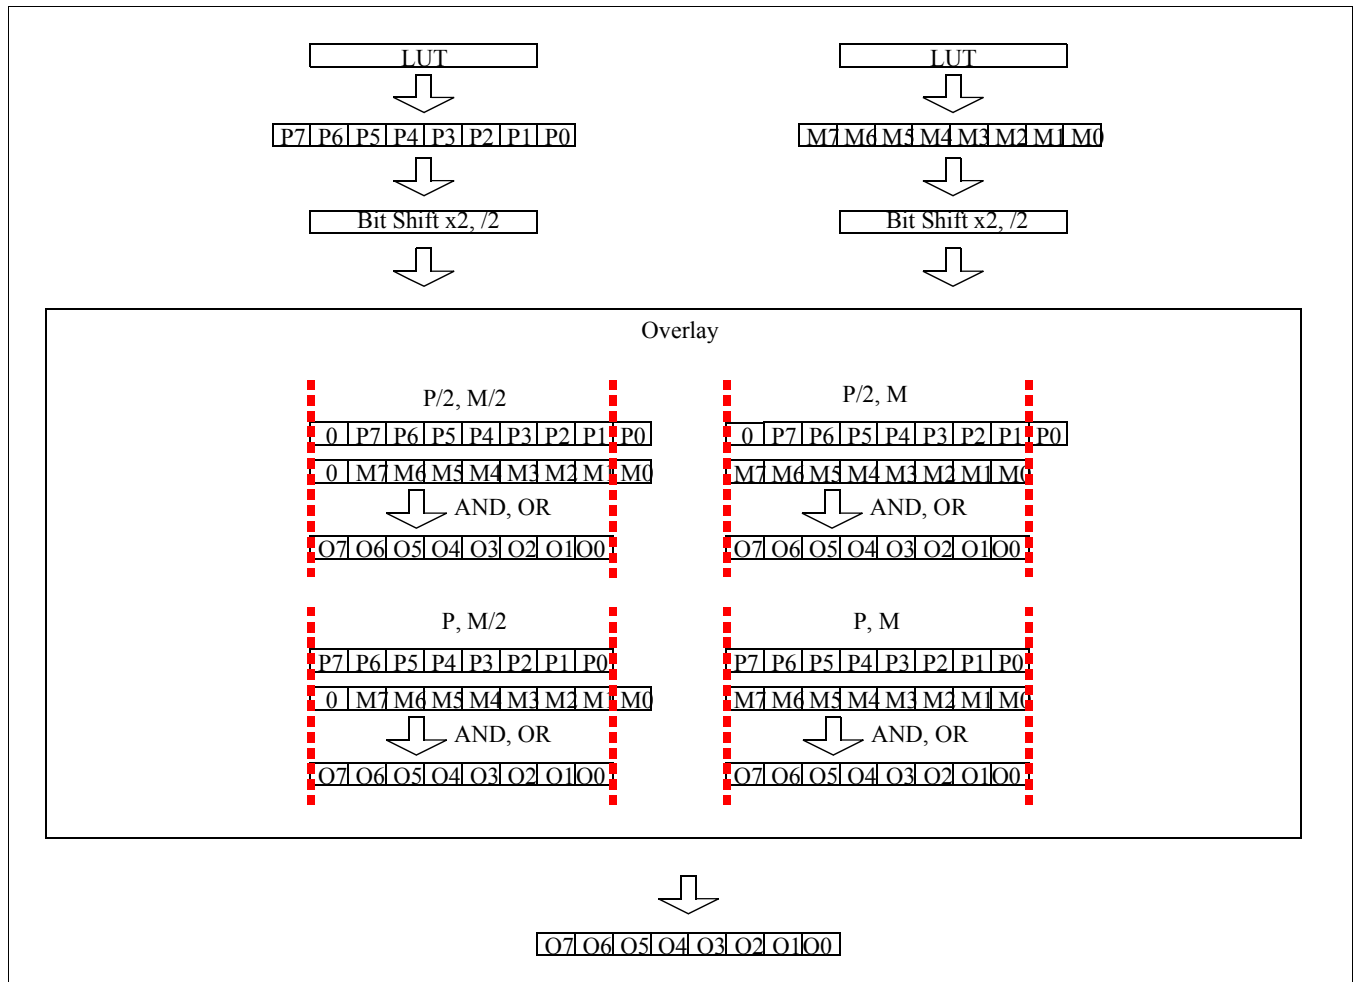 LUT LUT
P7 P6 P5 P4 P3 P2 P1 P0 M7 M6 M5 M4 M3 M2 M1 M0
Bit Shift x2, /2 Bit Shift x2, /2
Overlay
P/2, M/2 P/2, M
0 P7 P6 P5 P4 P3 P2 P1 P0 0 P7 P6 P5 P4 P3 P2 P1 P0
0 M7 M6 M5 M4 M3 M2 M1 M0 M7 M6 M5 M4 M3 M2 M1 M0
AND, OR AND, OR
O7 O6 O5 O4 O3 O2 O1 O0 O7 O6 O5 O4 O3 O2 O1 O0
P, M/2 P, M
P7 P6 P5 P4 P3 P2 P1 P0 P7 P6 P5 P4 P3 P2 P1 P0
0 M7 M6 M5 M4 M3 M2 M1 M0 M7 M6 M5 M4 M3 M2 M1 M0
AND, OR AND, OR
O7 O6 O5 O4 O3 O2 O1 O0 O7 O6 O5 O4 O3 O2 O1 O0
O7 O6 O5 O4 O3 O2 O1 O0